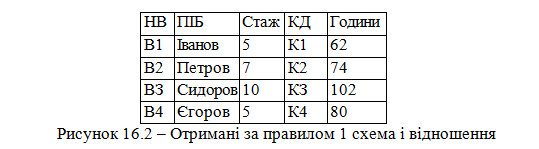 НВ ПІБ Стаж КД Години
В1 Іванов 5 К1 62
В2 Петров 7 К2 74
В3 Сидоров 10 К3 102
В4 Єгоров 5 К4 80
Рисунок 16.2 – Отримані за правилом 1 схема і відношення